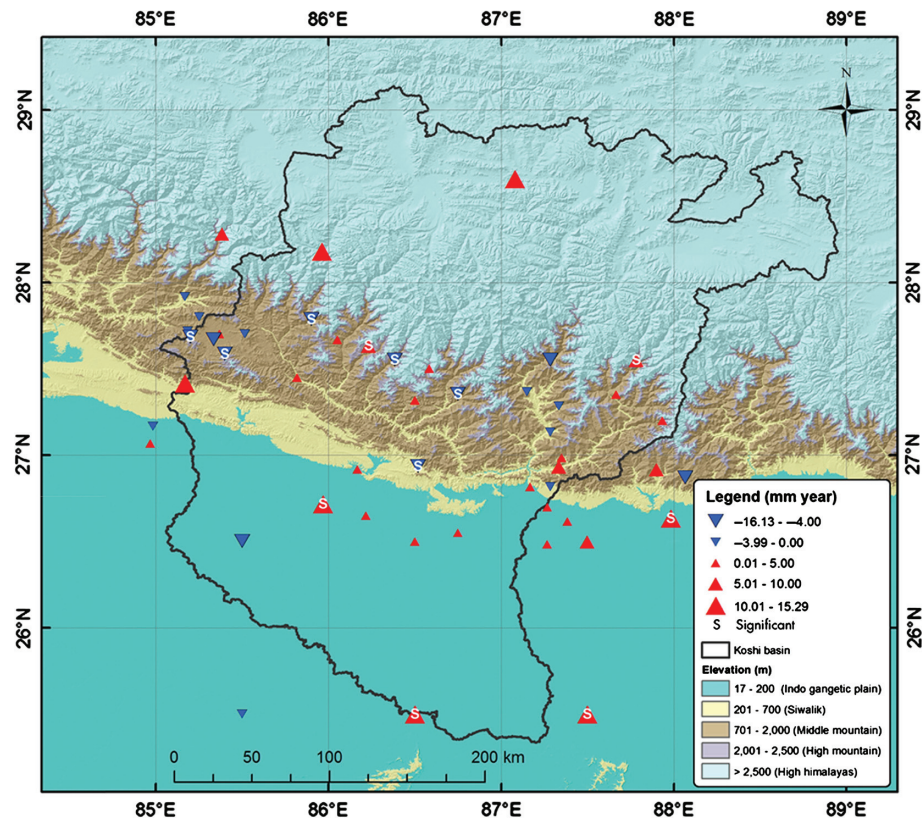 85°E 86°E 87°E 88°E 89°E
N
29°N 29°N
28°N 28°N
27°N 27°N
26°N 26°N
S
S
S
S
S
S
S
S
S
S
S
S
S
Legend (mm year)
–16.13 - –4.00
–3.99 - 0.00
0.01 - 5.00
5.01 - 10.00
10.01 - 15.29
S Significant
Koshi basin
Elevation (m)
17 - 200 (Indo gangetic plain)
201 - 700 (Siwalik)
701 - 2,000 (Middle mountain)
2,001 - 2,500 (High mountain)
> 2,500 (High himalayas)
0 50 100 200 km
85°E 86°E 87°E 88°E 89°E